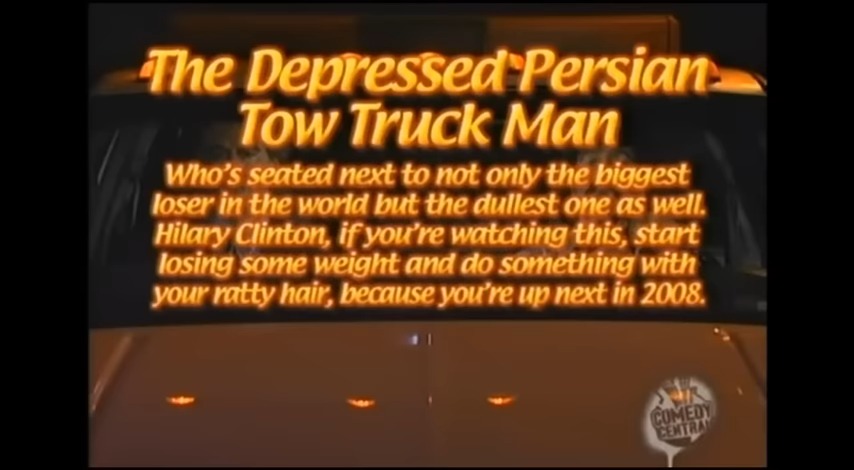 The Depressed Persian
Tow Truck Man
Who's seated next to not only the biggest
loser in the world but the dullest one as well.
Hilary Clinton, if you're watching this, start
losing some weight and do something with
your ratty hair, because you're up next in 2008.
COMEDY
CENTRAL